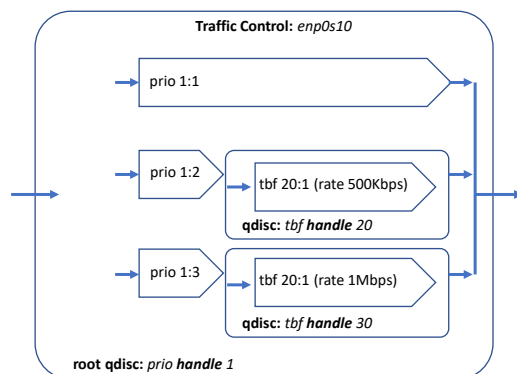 Traffic Control: enp0s10
prio 1:1
prio 1:2
tbf 20:1 (rate 500Kbps)
qdisc: tbf handle 20
prio 1:3
tbf 20:1 (rate 1Mbps)
qdisc: tbf handle 30
root qdisc: prio handle 1